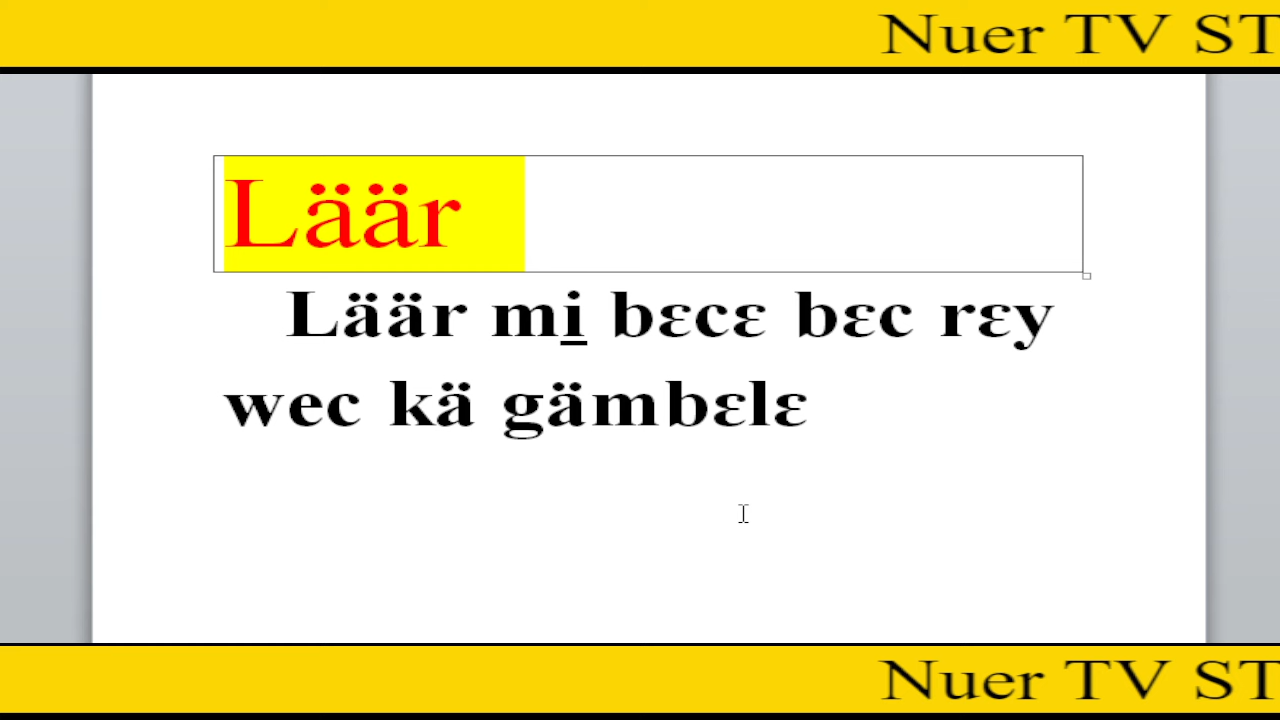 Nuer TV ST
Läär
Läär mi̱ bɛcɛ bɛc rɛy
wec kä gämbɛlɛ
Nuer TV ST